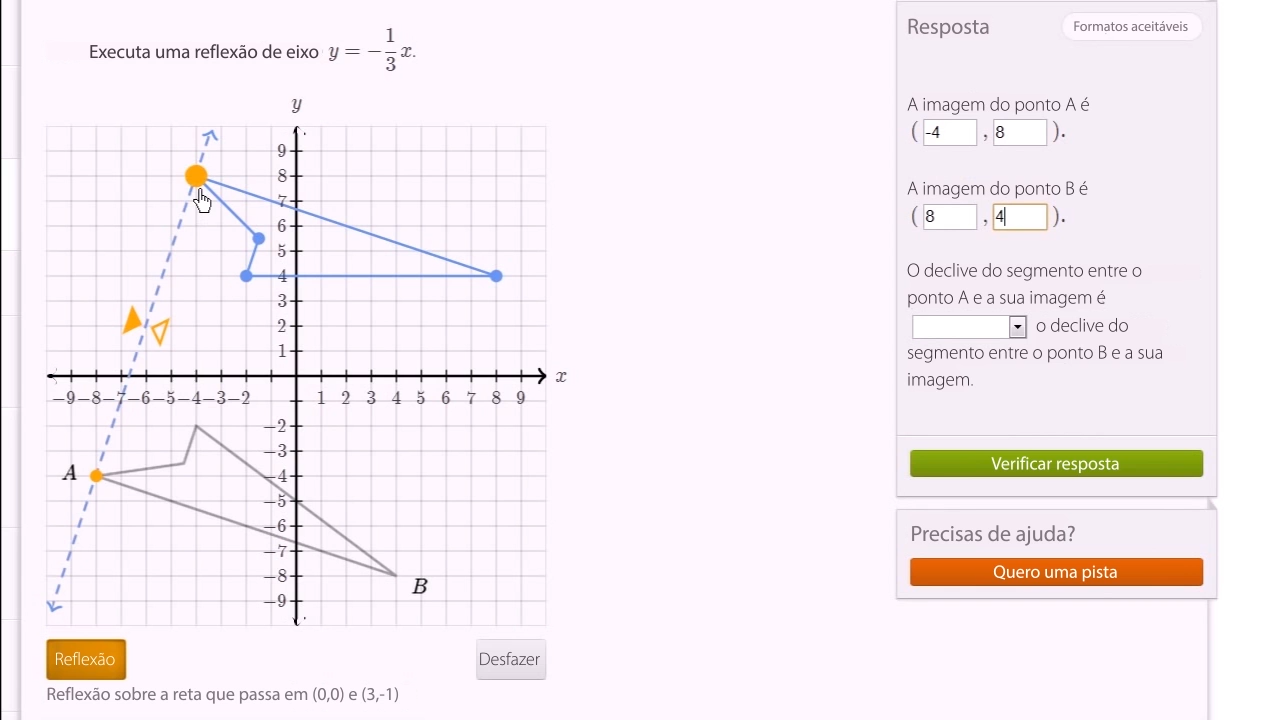 Executa uma reflexão de eixo y = −1/3 x.
y
9
8
7
6
5
4
3
2
1
−9 −8 −7 −6 −5 −4 −3 −2 1 2 3 4 5 6 7 8 9 x
−2
−3
A −4
−5
−6
−7
−8 B
−9
Reflexão Desfazer
Reflexão sobre a reta que passa em (0,0) e (3,-1)
Resposta Formatos aceitáveis
A imagem do ponto A é
( -4 , 8 ).
A imagem do ponto B é
( 8 , 4 ).
O declive do segmento entre o
ponto A e a sua imagem é
o declive do
segmento entre o ponto B e a sua
imagem.
Verificar resposta
Precisas de ajuda?
Quero uma pista